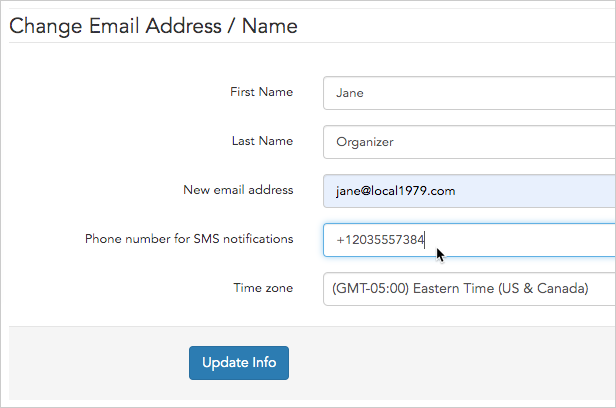 Change Email Address / Name
First Name
Jane
Last Name
Organizer
New email address
jane@local1979.com
Phone number for SMS notifications
+12035557384
Time zone
(GMT-05:00) Eastern Time (US & Canada)
Update Info